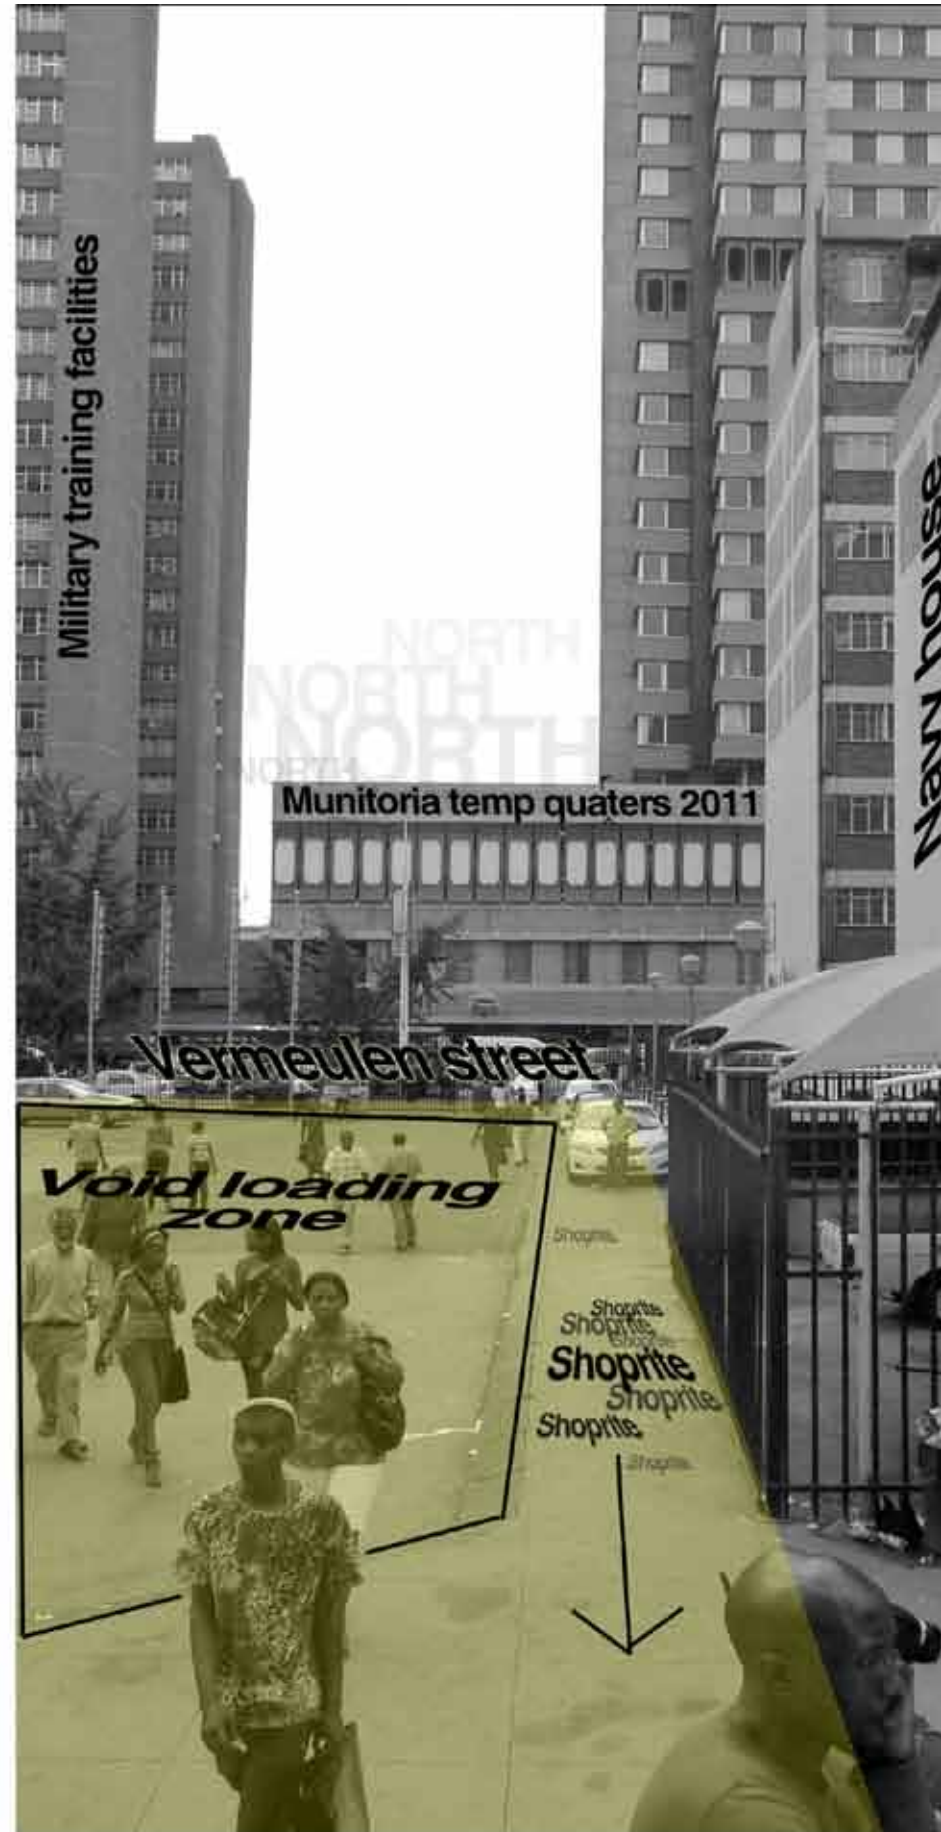 Military training facilities
NORTH
NORTH
NORTH
NORTH
Munitoria temp quaters 2011
New house
Vermeulen street
Void loading
zone
Shoprite
Shoprite
Shoprite
Shoprite
Shoprite
Shoprite
Shoprite
Shoprite